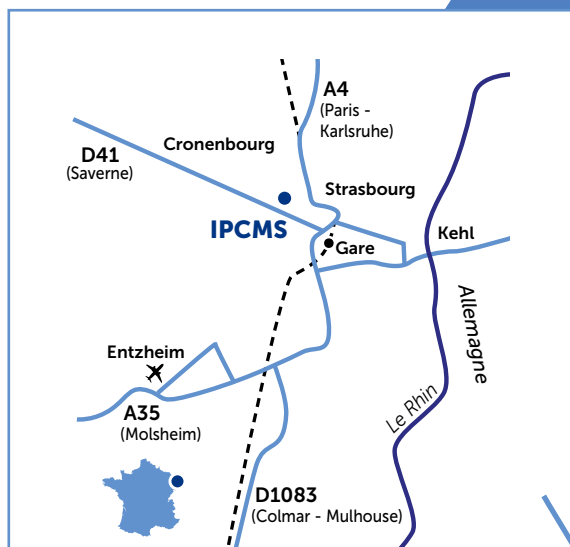 A4
(Paris -
Karlsruhe)
Cronenbourg
D41
(Saverne)
Strasbourg
IPCMS
Kehl
Gare
Allemagne
Entzheim
Le Rhin
A35
(Molsheim)
D1083
(Colmar - Mulhouse)